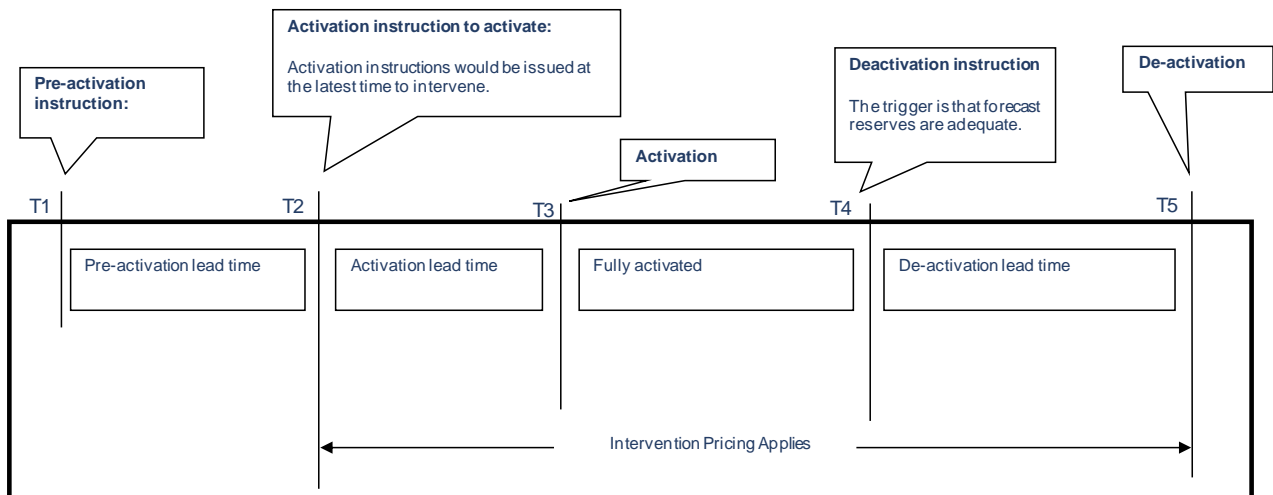 Pre-activation
instruction:
Activation instruction to activate:
Activation instructions would be issued at
the latest time to intervene.
Activation
Deactivation instruction
The trigger is that forecast
reserves are adequate.
De-activation
T1
T2
T3
T4
T5
Pre-activation lead time
Activation lead time
Fully activated
De-activation lead time
Intervention Pricing Applies